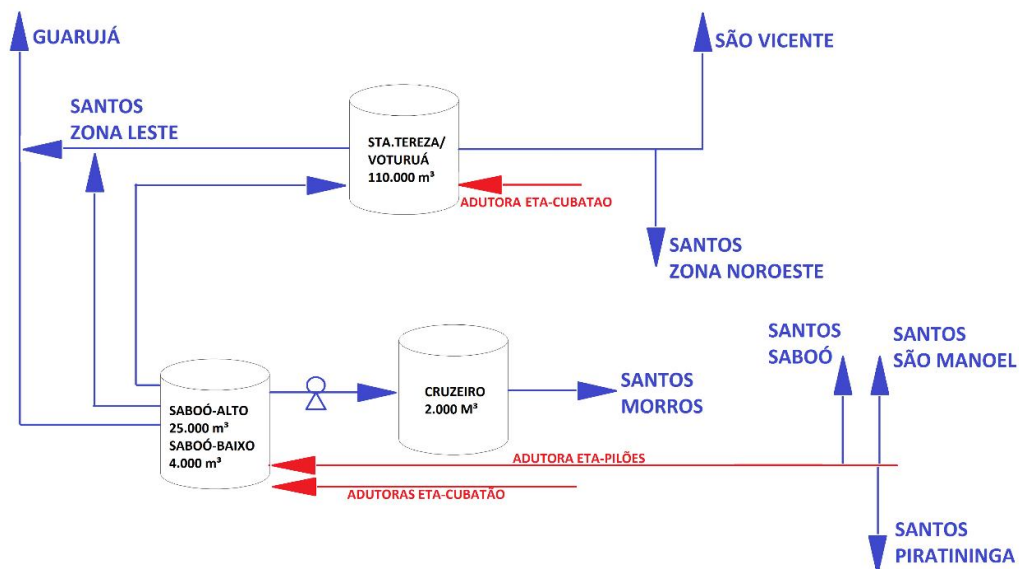 GUARUJÁ
SÃO VICENTE
SANTOS
ZONA LESTE
STA.TEREZA/
VOTURUÁ
110.000 m³
ADUTORA ETA-CUBATAO
SANTOS
ZONA NOROESTE
SANTOS
SABOÓ
SANTOS
SÃO MANOEL
CRUZEIRO
2.000 M³
SANTOS
MORROS
SABOÓ-ALTO
25.000 m³
SABOÓ-BAIXO
4.000 m³
ADUTORA ETA-PILÕES
ADUTORAS ETA-CUBATÃO
SANTOS
PIRATININGA